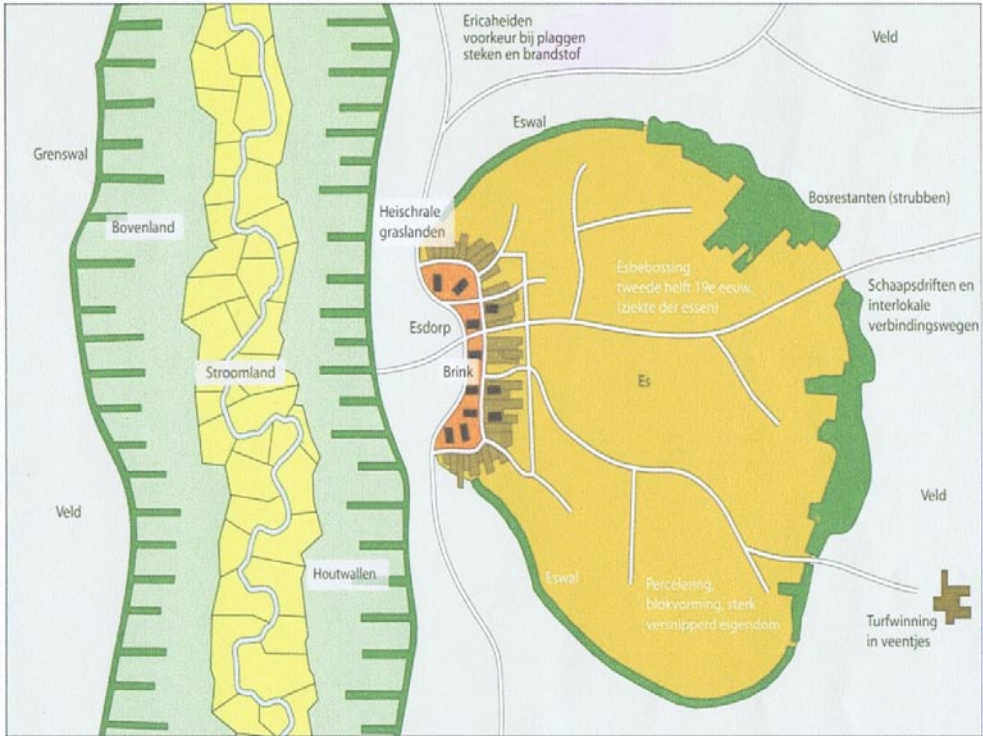 Ericaheiden
voorkeur bij plaggen
steken en brandstof
Veld
Eswal
Grenswal
Bosrestanten (strubben)
Heischrale
graslanden
Bovenland
Esbebossing
tweede helft 19e eeuw,
(ziekte der essen)
Schaapsdriften en
interlokale
verbindingswegen
Esdorp
Stroomland
Brink
Es
Veld
Veld
Houtwallen
Eswal
Percelering,
blokvorming, sterk
versnipperd eigendom
Turfwinning
in veentjes